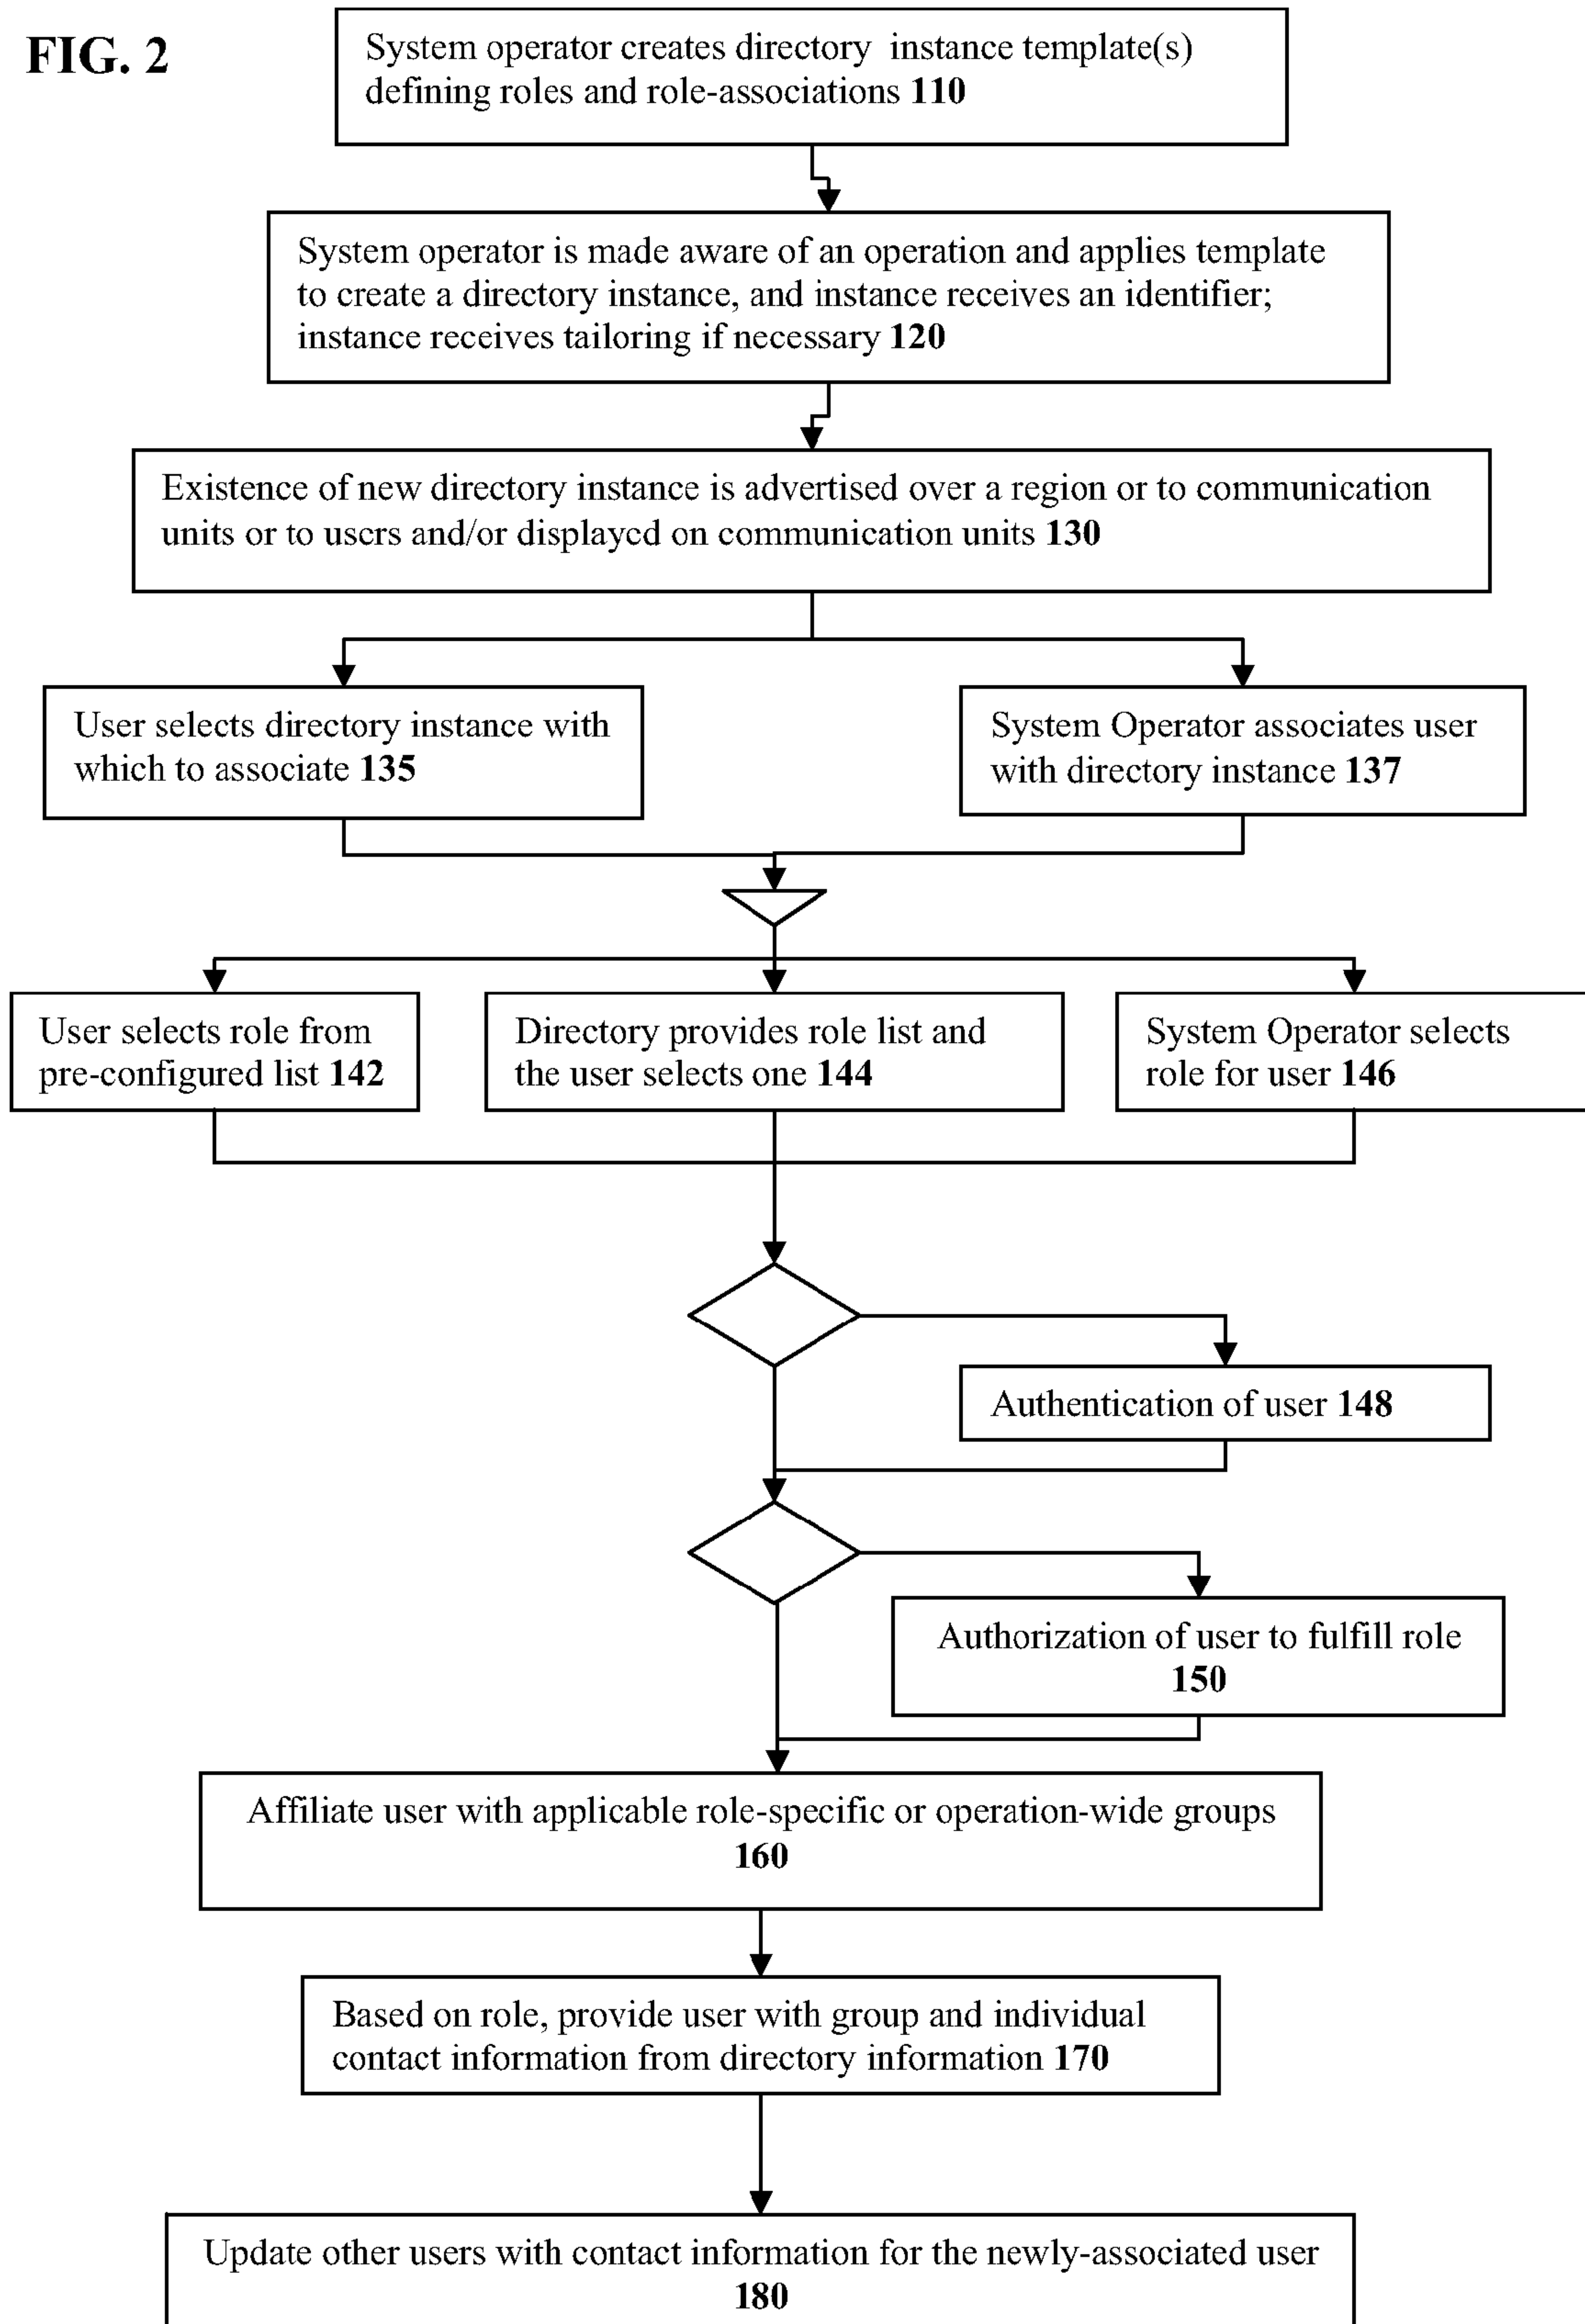 FIG. 2
System operator creates directory instance template(s)
defining roles and role-associations 110
System operator is made aware of an operation and applies template
to create a directory instance, and instance receives an identifier;
instance receives tailoring if necessary 120
Existence of new directory instance is advertised over a region or to communication
units or to users and/or displayed on communication units 130
User selects directory instance with
which to associate 135
System Operator associates user
with directory instance 137
User selects role from
pre-configured list 142
Directory provides role list and
the user selects one 144
System Operator selects
role for user 146
Authentication of user 148
Authorization of user to fulfill role
150
Affiliate user with applicable role-specific or operation-wide groups
160
Based on role, provide user with group and individual
contact information from directory information 170
Update other users with contact information for the newly-associated user
180